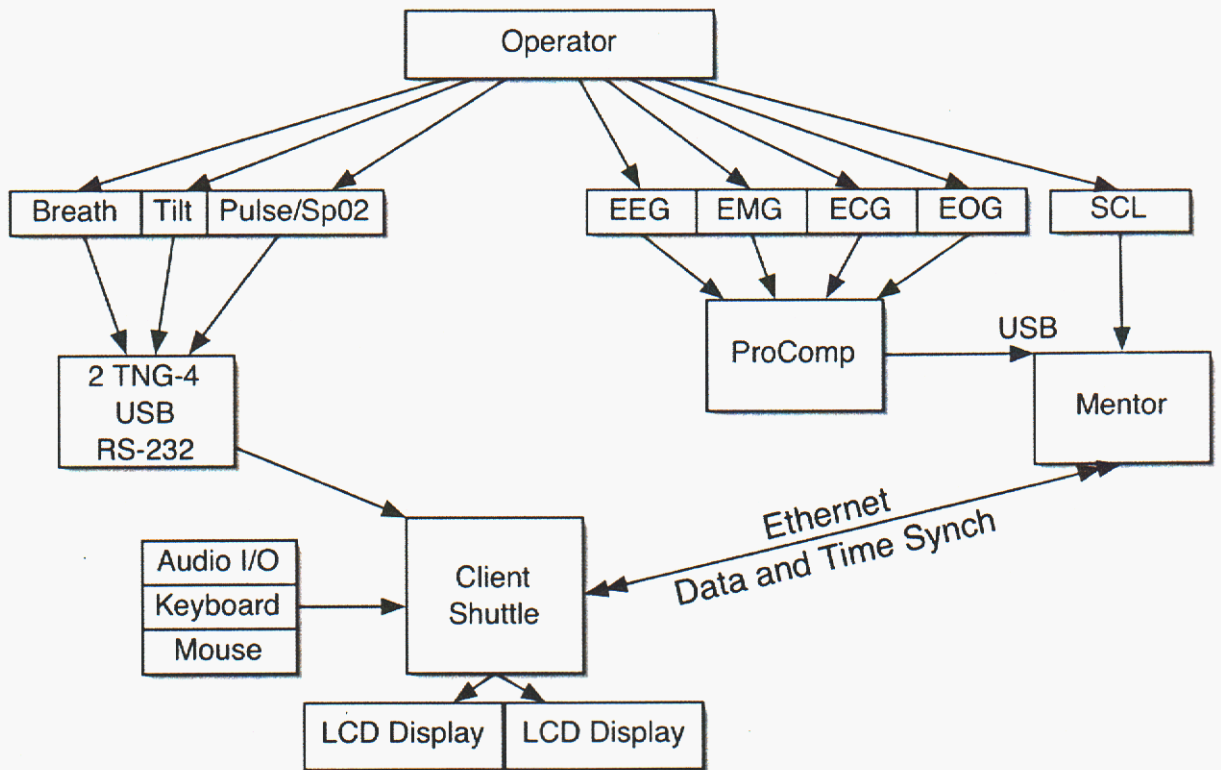 Operator
Breath Tilt Pulse/Sp02
EEG EMG ECG EOG SCL
ProComp
USB
Mentor
2 TNG-4
USB
RS-232
Ethernet
Data and Time Synch
Audio I/O
Keyboard
Mouse
Client
Shuttle
LCD Display LCD Display